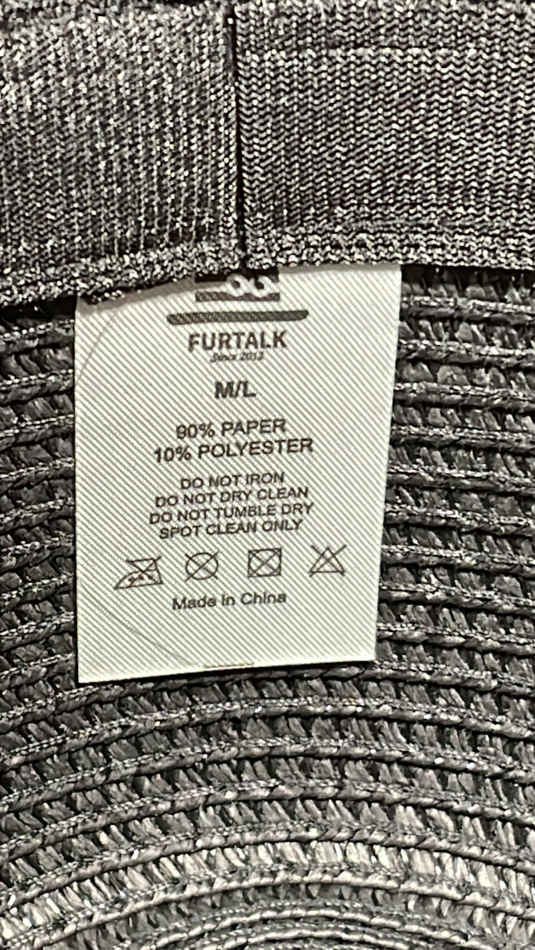 FURTALK
Since 2012
M/L
90% PAPER
10% POLYESTER
DO NOT IRON
DO NOT DRY CLEAN
DO NOT TUMBLE DRY
SPOT CLEAN ONLY
Made in China